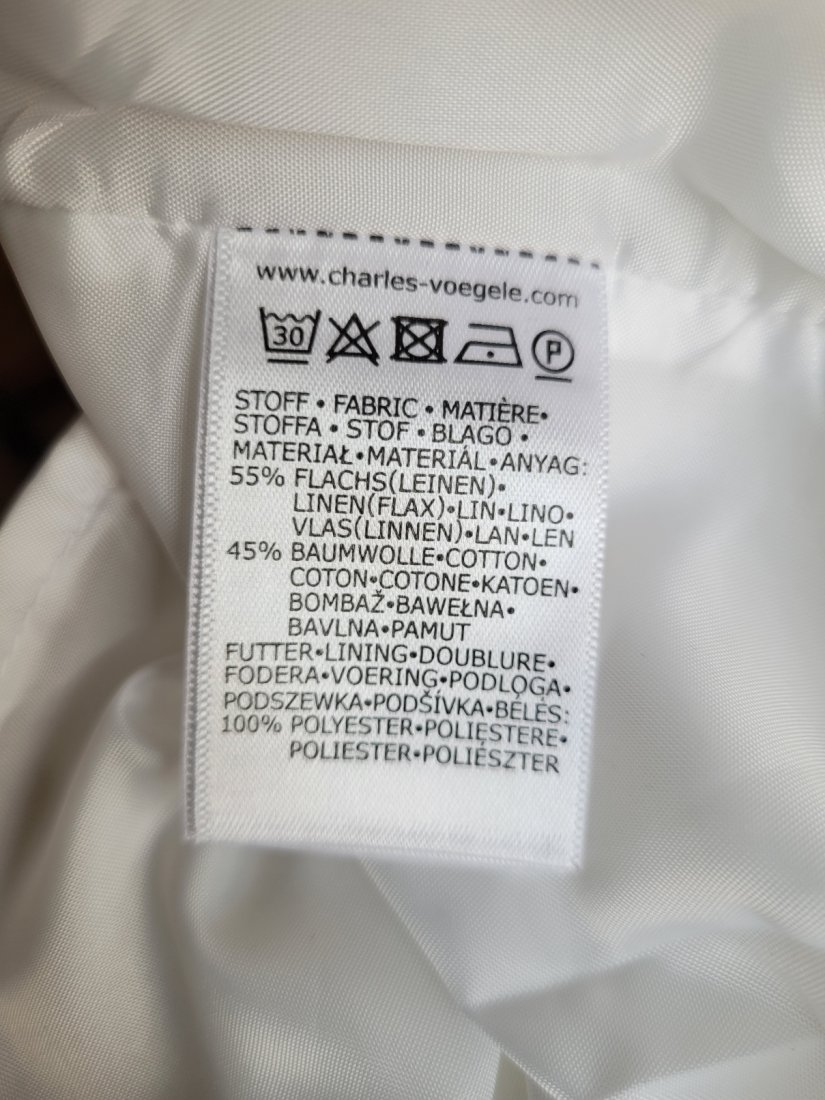 www.charles-voegele.com
30 P
STOFF • FABRIC • MATIÈRE•
STOFFA • STOF • BLAGO •
MATERIAŁ•MATERIÁL•ANYAG:
55% FLACHS(LEINEN)•
LINEN(FLAX)•LIN•LINO•
VLAS(LINNEN)•LAN•LEN
45% BAUMWOLLE•COTTON•
COTON•COTONE•KATOEN•
BOMBAŽ•BAWEŁNA•
BAVLNA•PAMUT
FUTTER•LINING•DOUBLURE•
FODERA•VOERING•PODLOGA•
PODSZEWKA•PODŠÍVKA•BÉLÉS:
100% POLYESTER•POLIESTERE•
POLIESTER•POLIÉSZTER